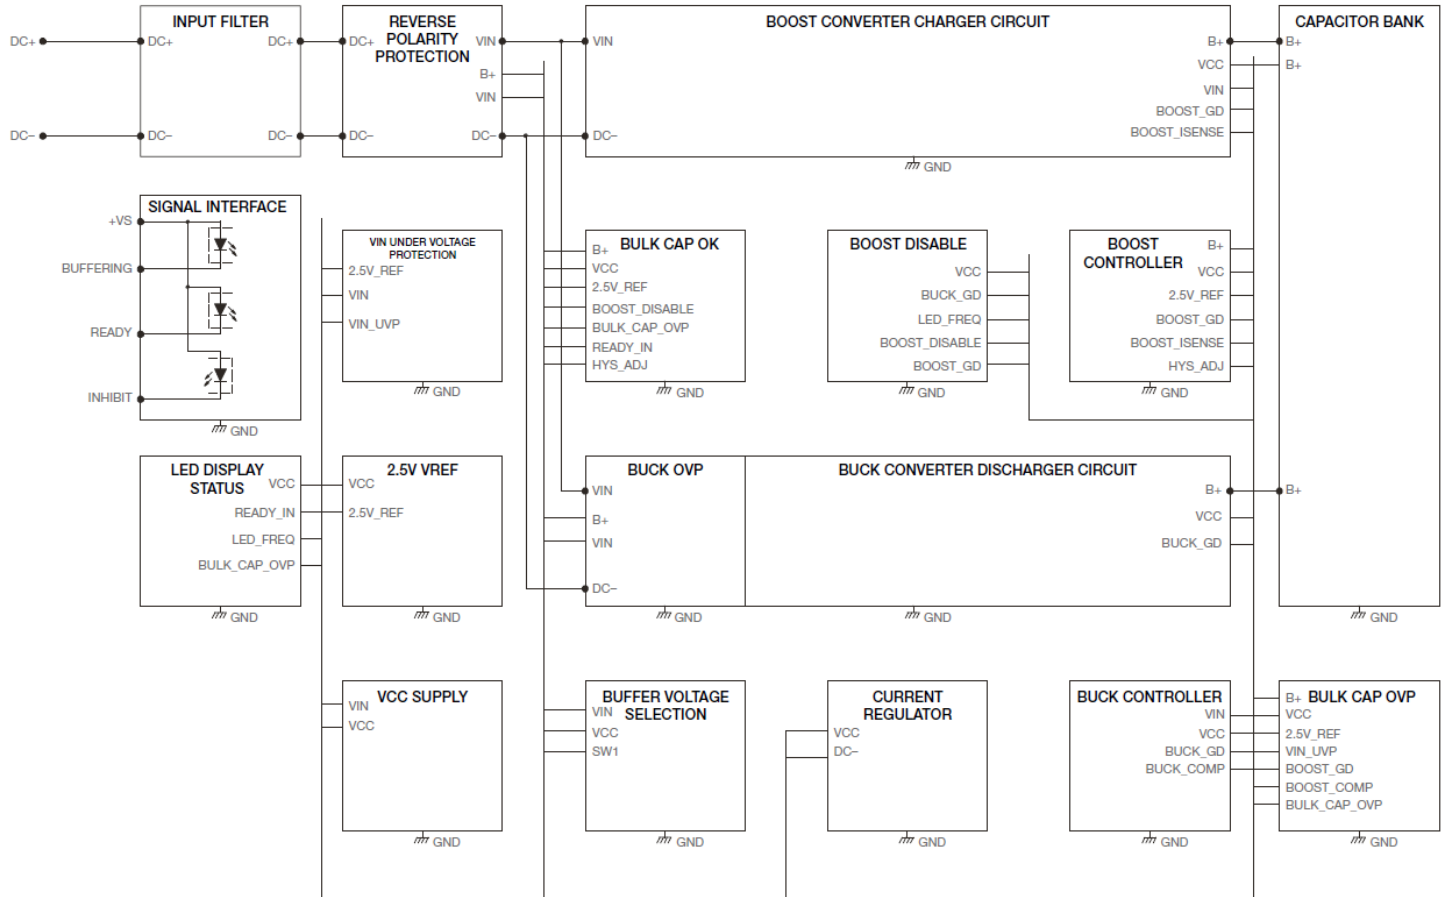 INPUT FILTER
DC+
DC+
DC+
DC−
DC−
DC−
REVERSE
POLARITY
PROTECTION
DC+
VIN
B+
VIN
DC−
DC−
BOOST CONVERTER CHARGER CIRCUIT
VIN
B+
VCC
VIN
BOOST_GD
BOOST_ISENSE
DC−
GND
CAPACITOR BANK
B+
B+
B+
GND
SIGNAL INTERFACE
+VS
BUFFERING
READY
INHIBIT
GND
VIN UNDER VOLTAGE
PROTECTION
2.5V_REF
VIN
VIN_UVP
GND
BULK CAP OK
B+
VCC
2.5V_REF
BOOST_DISABLE
BULK_CAP_OVP
READY_IN
HYS_ADJ
GND
BOOST DISABLE
VCC
BUCK_GD
LED_FREQ
BOOST_DISABLE
BOOST_GD
GND
BOOST
CONTROLLER
B+
VCC
2.5V_REF
BOOST_GD
BOOST_ISENSE
HYS_ADJ
GND
LED DISPLAY
STATUS
VCC
READY_IN
LED_FREQ
BULK_CAP_OVP
GND
2.5V VREF
VCC
2.5V_REF
GND
BUCK OVP
VIN
B+
VIN
DC−
GND
BUCK CONVERTER DISCHARGER CIRCUIT
B+
VCC
BUCK_GD
GND
VCC SUPPLY
VIN
VCC
GND
BUFFER VOLTAGE
SELECTION
VIN
VCC
SW1
GND
CURRENT
REGULATOR
VCC
DC−
GND
BUCK CONTROLLER
VIN
VCC
BUCK_GD
BUCK_COMP
GND
BULK CAP OVP
B+
VCC
2.5V_REF
VIN_UVP
BOOST_GD
BOOST_COMP
BULK_CAP_OVP
GND